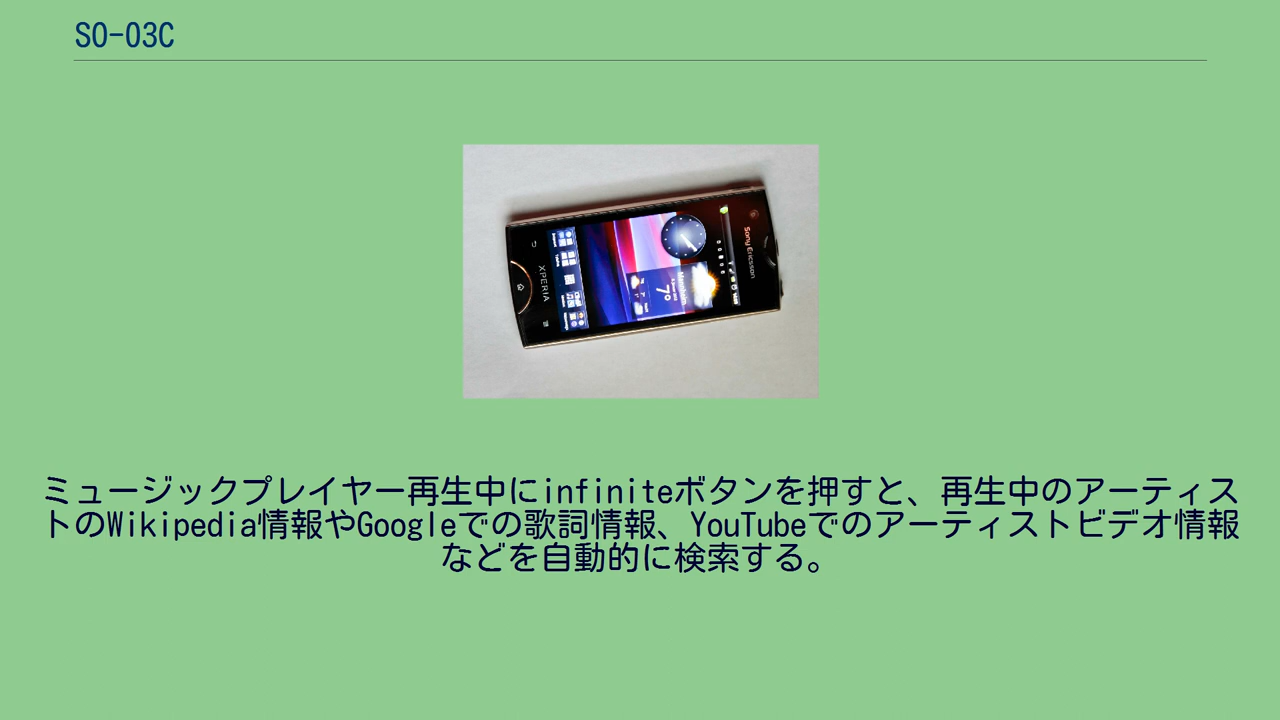 SO-03C
Sony Ericsson
XPERIA
7°
ミュージックプレイヤー再生中にinfiniteボタンを押すと、再生中のアーティス
トのWikipedia情報やGoogleでの歌詞情報、YouTubeでのアーティストビデオ情報
などを自動的に検索する。